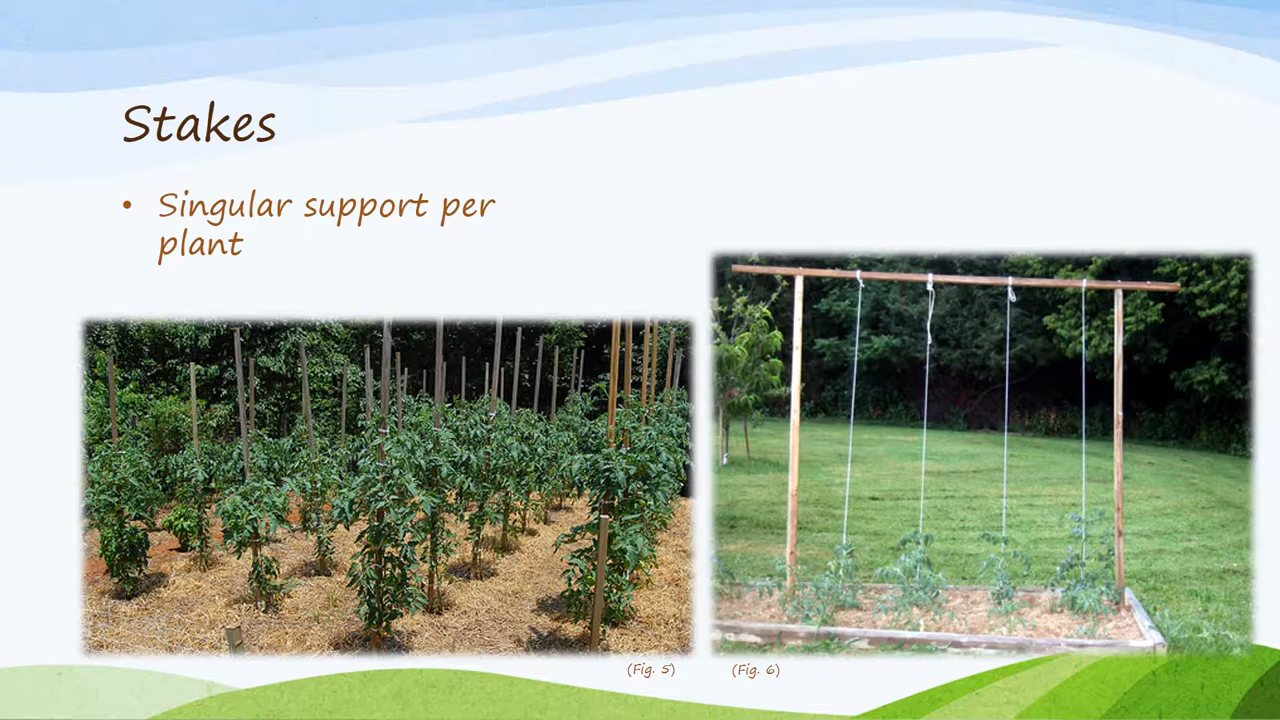 Stakes
• Singular support per
plant
(Fig. 5)
(Fig. 6)